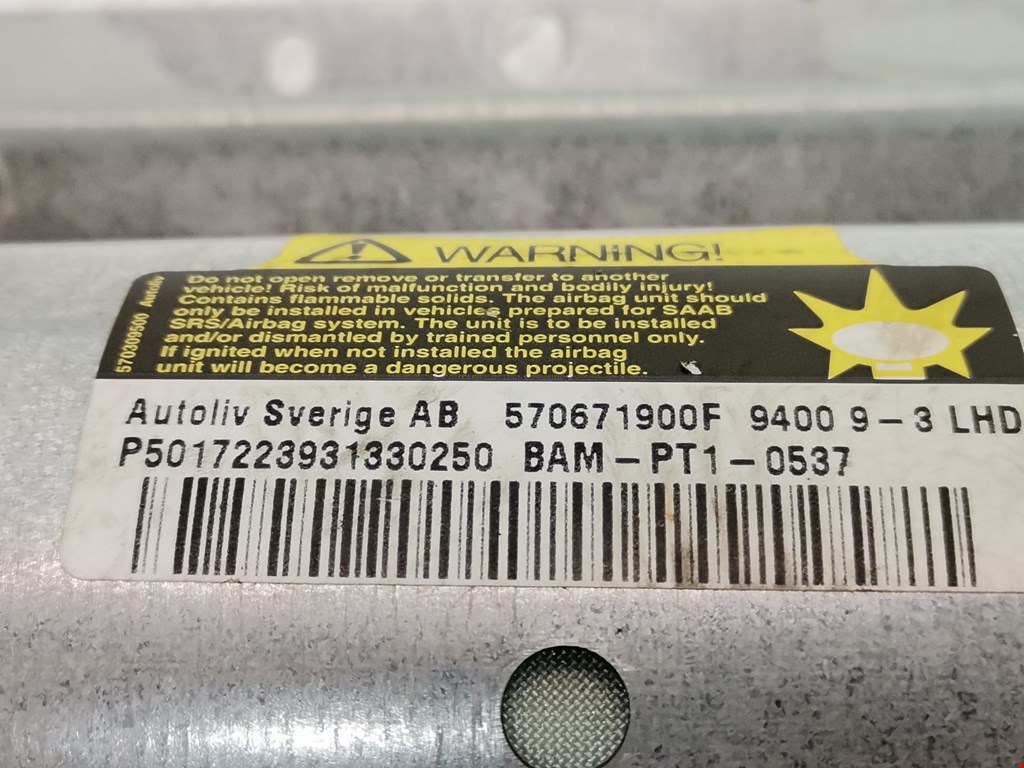 WARNING!
Do not open remove or transfer to another
vehicle! Risk of malfunction and bodily injury!
Contains flammable solids. The airbag unit should
only be installed in vehicles prepared for SAAB
SRS/Airbag system. The unit is to be installed
and/or dismantled by trained personnel only.
If ignited when not installed the airbag
unit will become a dangerous projectile.
570309500 Autoliv
Autoliv Sverige AB 570671900F 9400 9-3 LHD
P5017223931330250 BAM-PT1-0537